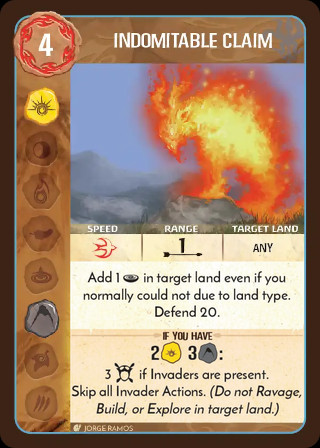 4
INDOMITABLE CLAIM
SPEED RANGE TARGET LAND
1 ANY
Add 1 in target land even if you
normally could not due to land type.
Defend 20.
IF YOU HAVE
2 3 :
3 if Invaders are present.
Skip all Invader Actions. (Do not Ravage,
Build, or Explore in target land.)
JORGE RAMOS